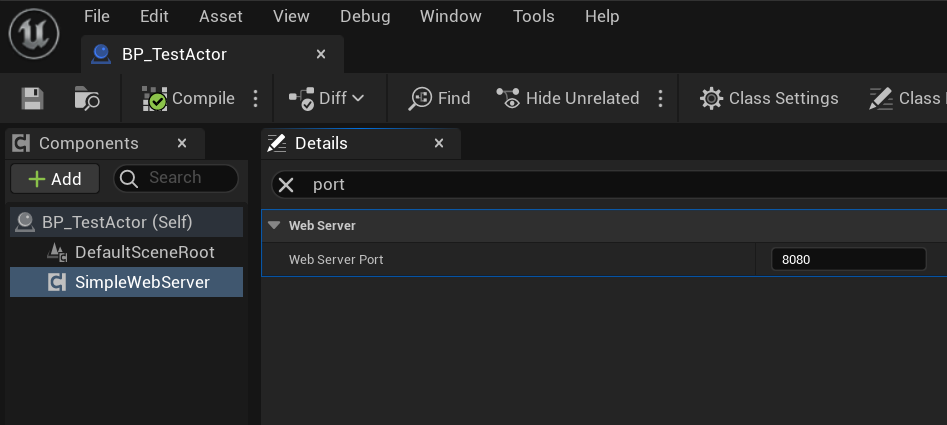 File Edit Asset View Debug Window Tools Help
BP_TestActor
Compile Diff Find Hide Unrelated Class Settings Class
Components Details
Add Search port
BP_TestActor (Self) Web Server
DefaultSceneRoot Web Server Port 8080
SimpleWebServer